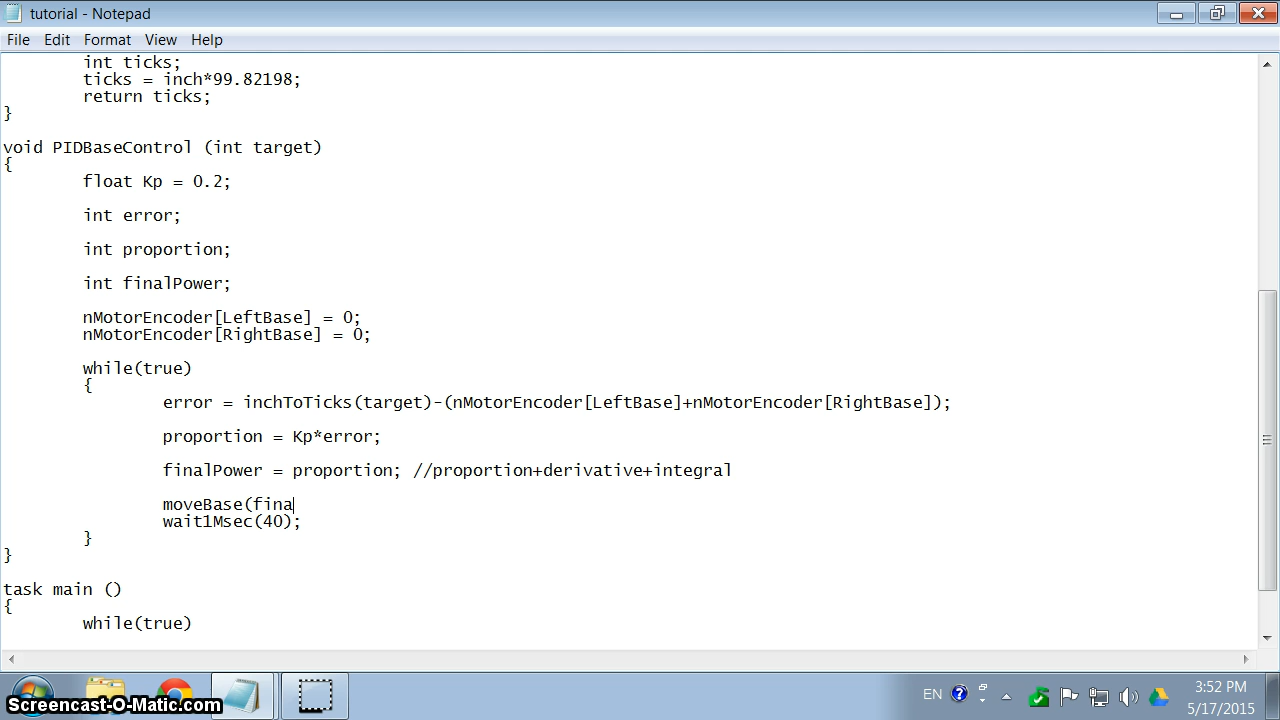 tutorial - Notepad
File Edit Format View Help
int ticks;
ticks = inch*99.82198;
return ticks;
}
void PIDBaseControl (int target)
{
float Kp = 0.2;
int error;
int proportion;
int finalPower;
nMotorEncoder[LeftBase] = 0;
nMotorEncoder[RightBase] = 0;
while(true)
{
error = inchToTicks(target)-(nMotorEncoder[LeftBase]+nMotorEncoder[RightBase]);
proportion = Kp*error;
finalPower = proportion; //proportion+derivative+integral
moveBase(fina
wait1Msec(40);
}
}
task main ()
{
while(true)
EN
3:52 PM
5/17/2015
Screencast-O-Matic.com